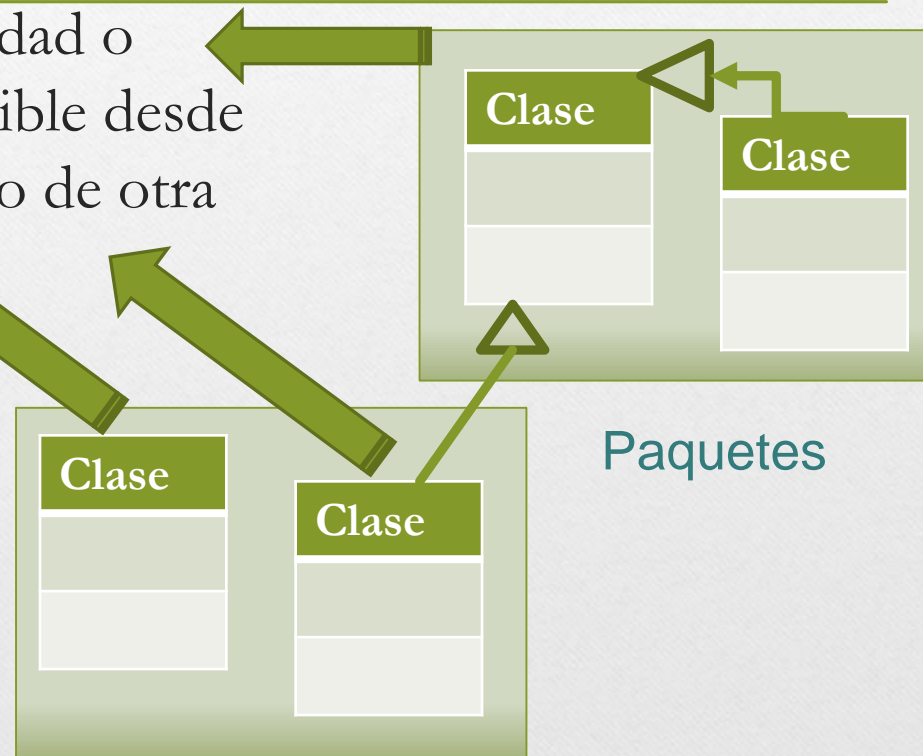 dad o
ible desde
o de otra
Clase
Clase
Paquetes
Clase
Clase